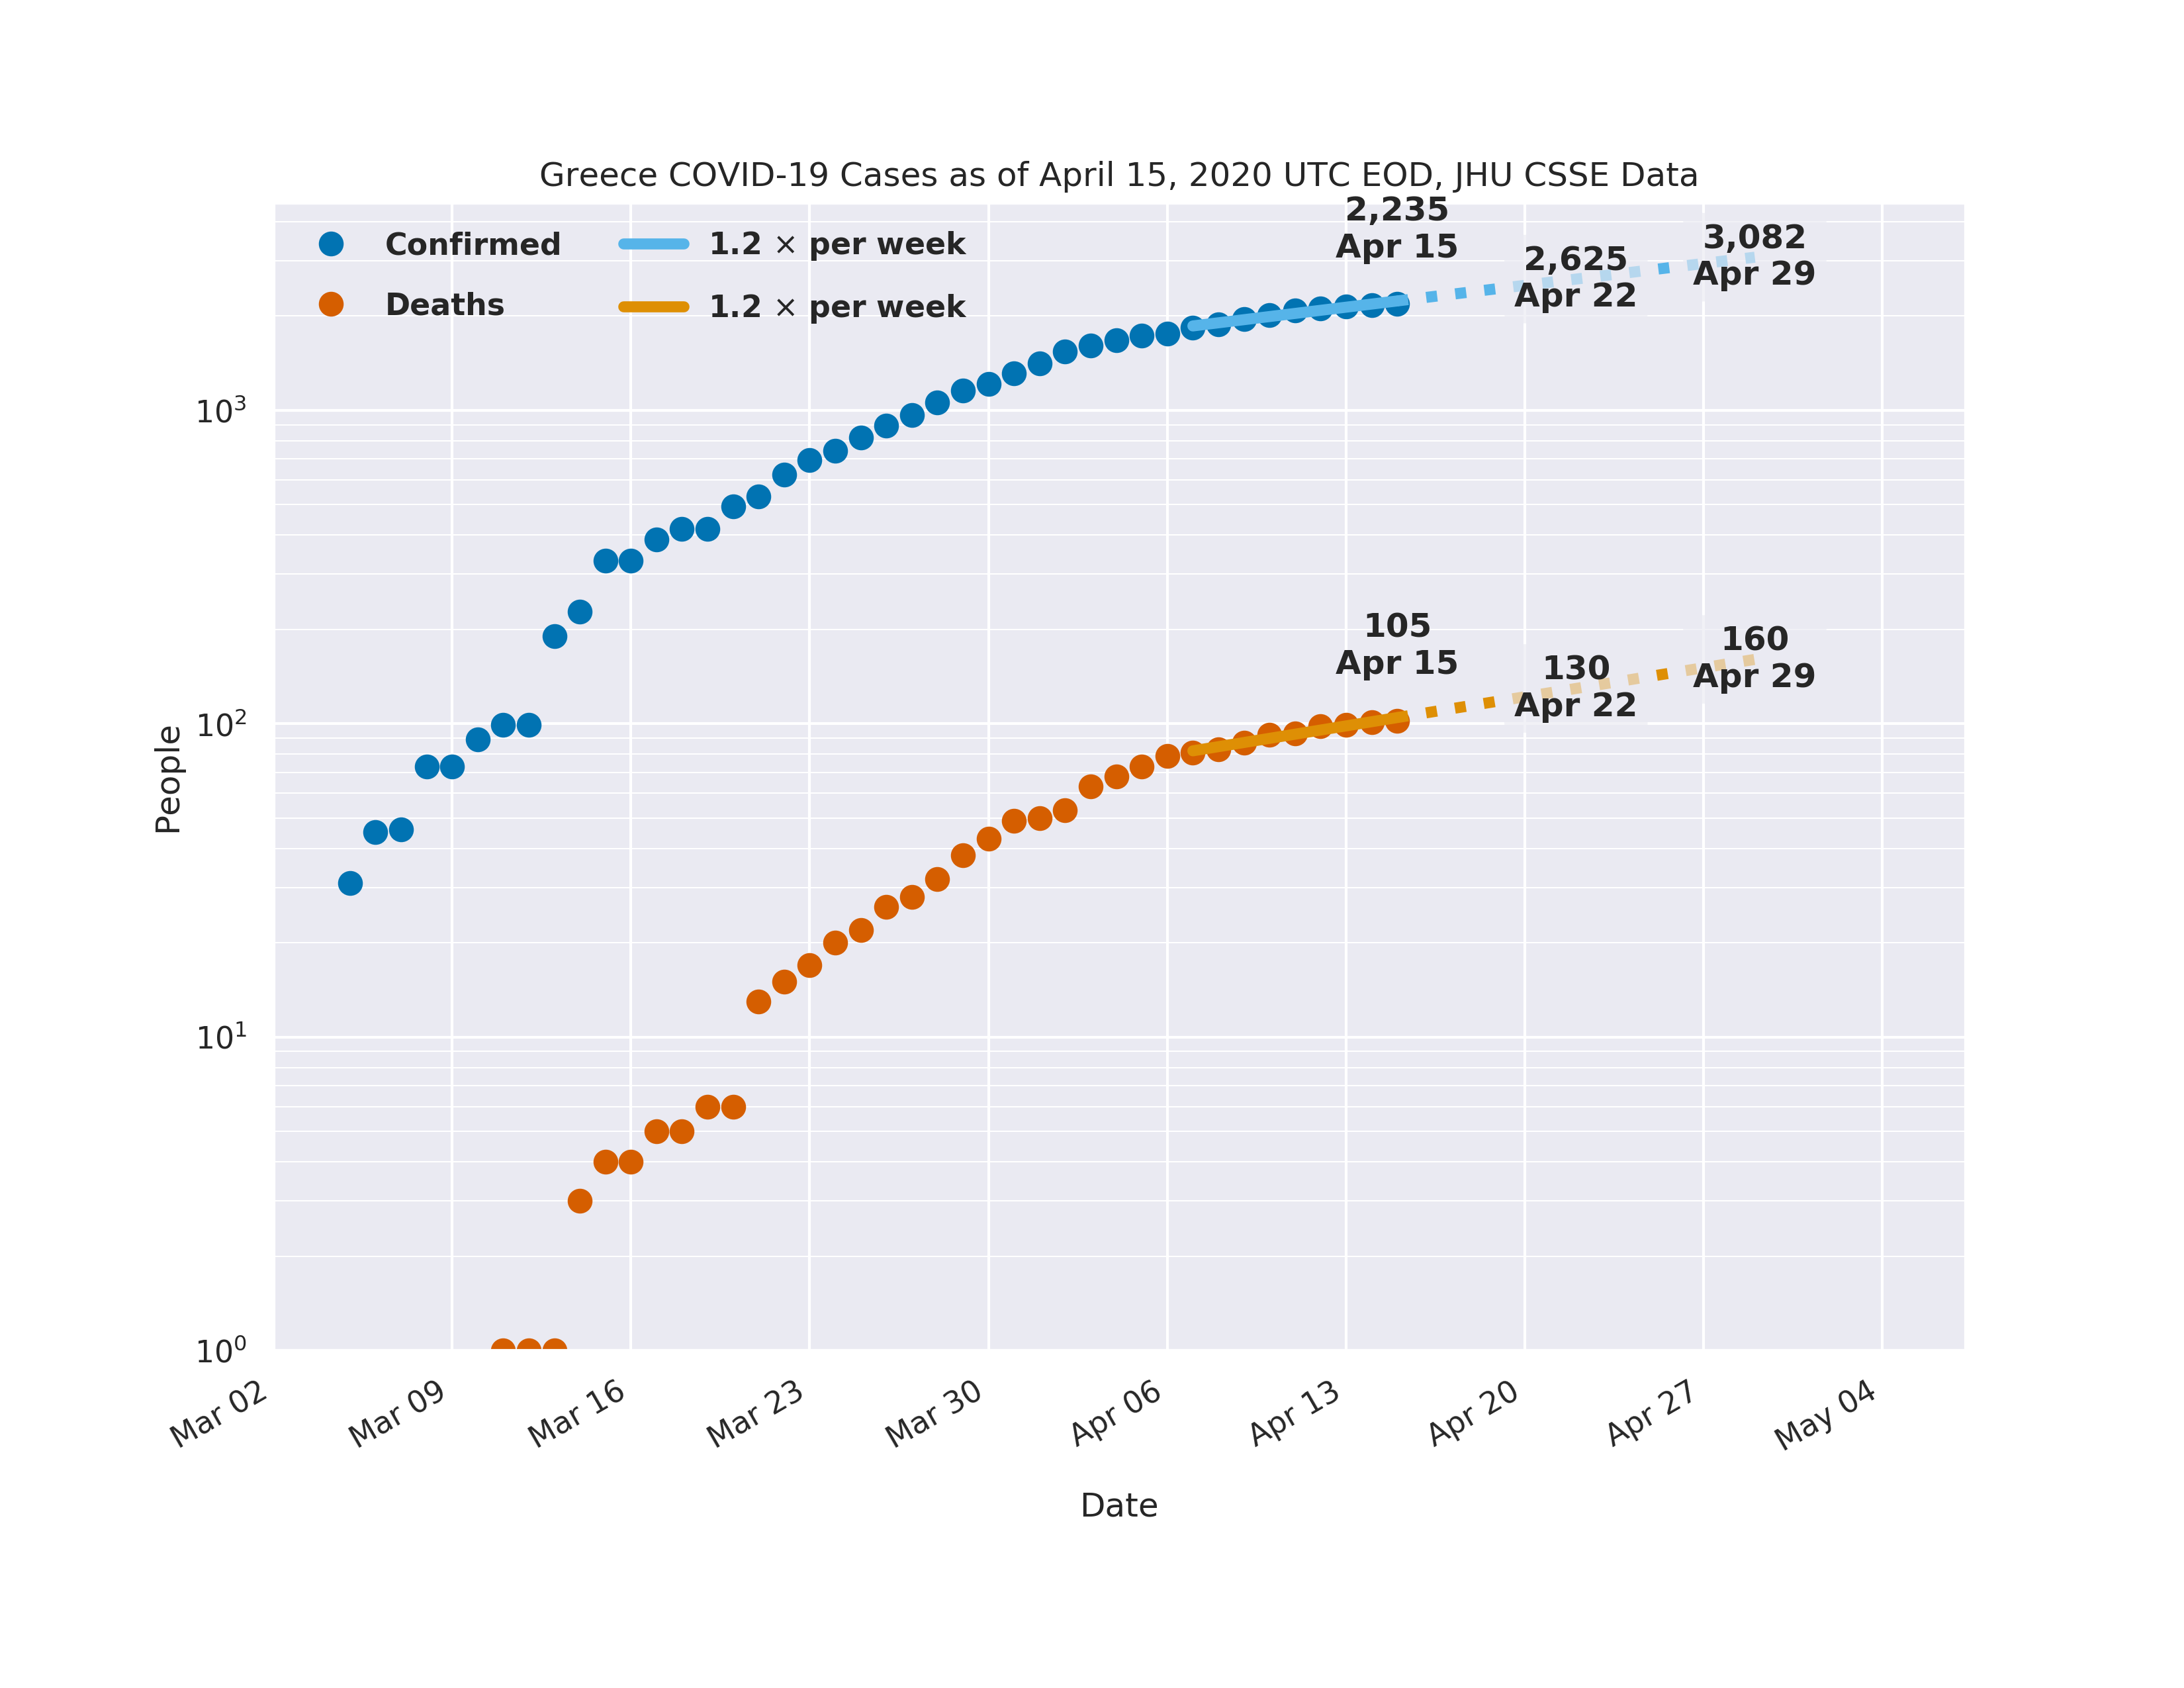 Greece COVID-19 Cases as of April 15, 2020 UTC EOD, JHU CSSE Data
Confirmed
Deaths
1.2 × per week
1.2 × per week
2,235
Apr 15
2,625
Apr 22
3,082
Apr 29
105
Apr 15
130
Apr 22
160
Apr 29
People
10³
10²
10¹
10⁰
Mar 02
Mar 09
Mar 16
Mar 23
Mar 30
Apr 06
Apr 13
Apr 20
Apr 27
May 04
Date